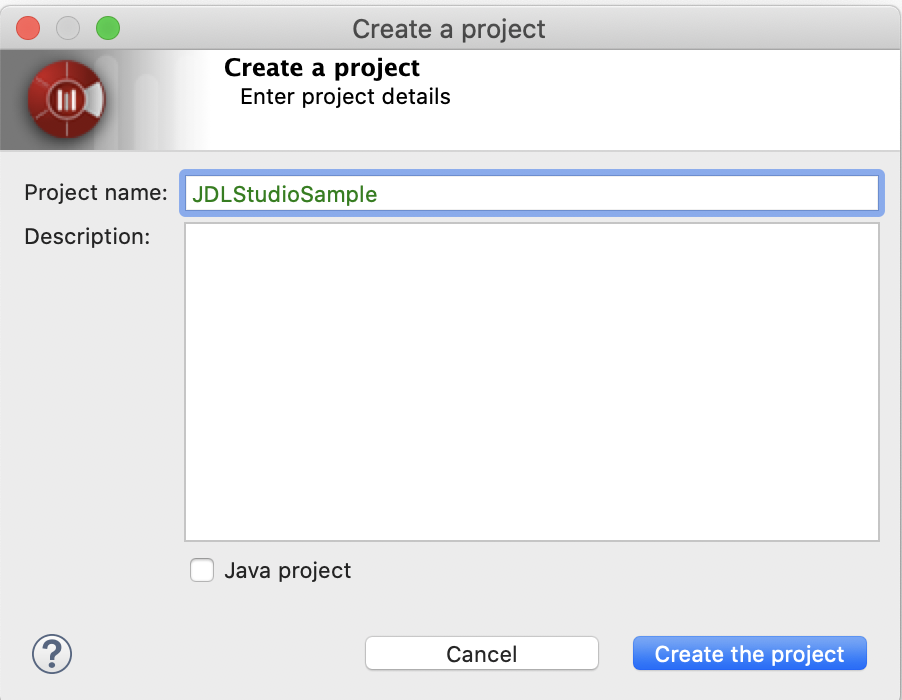 Create a project
Create a project
Enter project details
Project name: JDLStudioSample
Description:
Java project
?
Cancel
Create the project